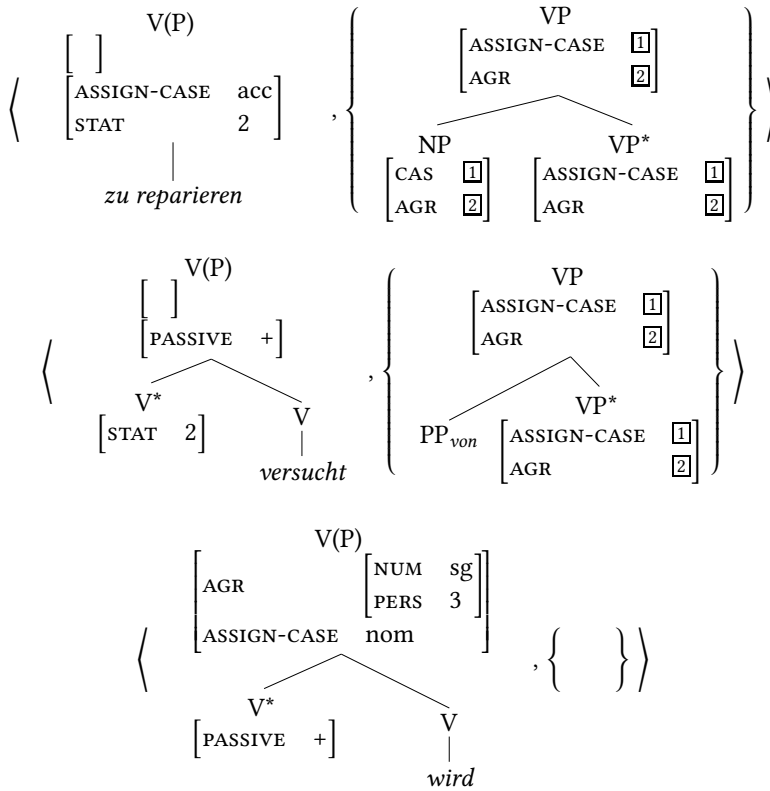 V(P) VP
[ ] [ASSIGN-CASE 1]
[ASSIGN-CASE acc] [AGR 2]
⟨ [STAT 2] , { } ⟩
NP VP*
[CAS 1] [ASSIGN-CASE 1]
zu reparieren [AGR 2] [AGR 2]
V(P) VP
[ ] [ASSIGN-CASE 1]
[PASSIVE +] [AGR 2]
⟨ , { } ⟩
V* V VP*
[STAT 2] PP von [ASSIGN-CASE 1]
versucht [AGR 2]
V(P)
[AGR [NUM sg]
[PERS 3]]
[ASSIGN-CASE nom]
⟨ , { } ⟩
V* V
[PASSIVE +]
wird